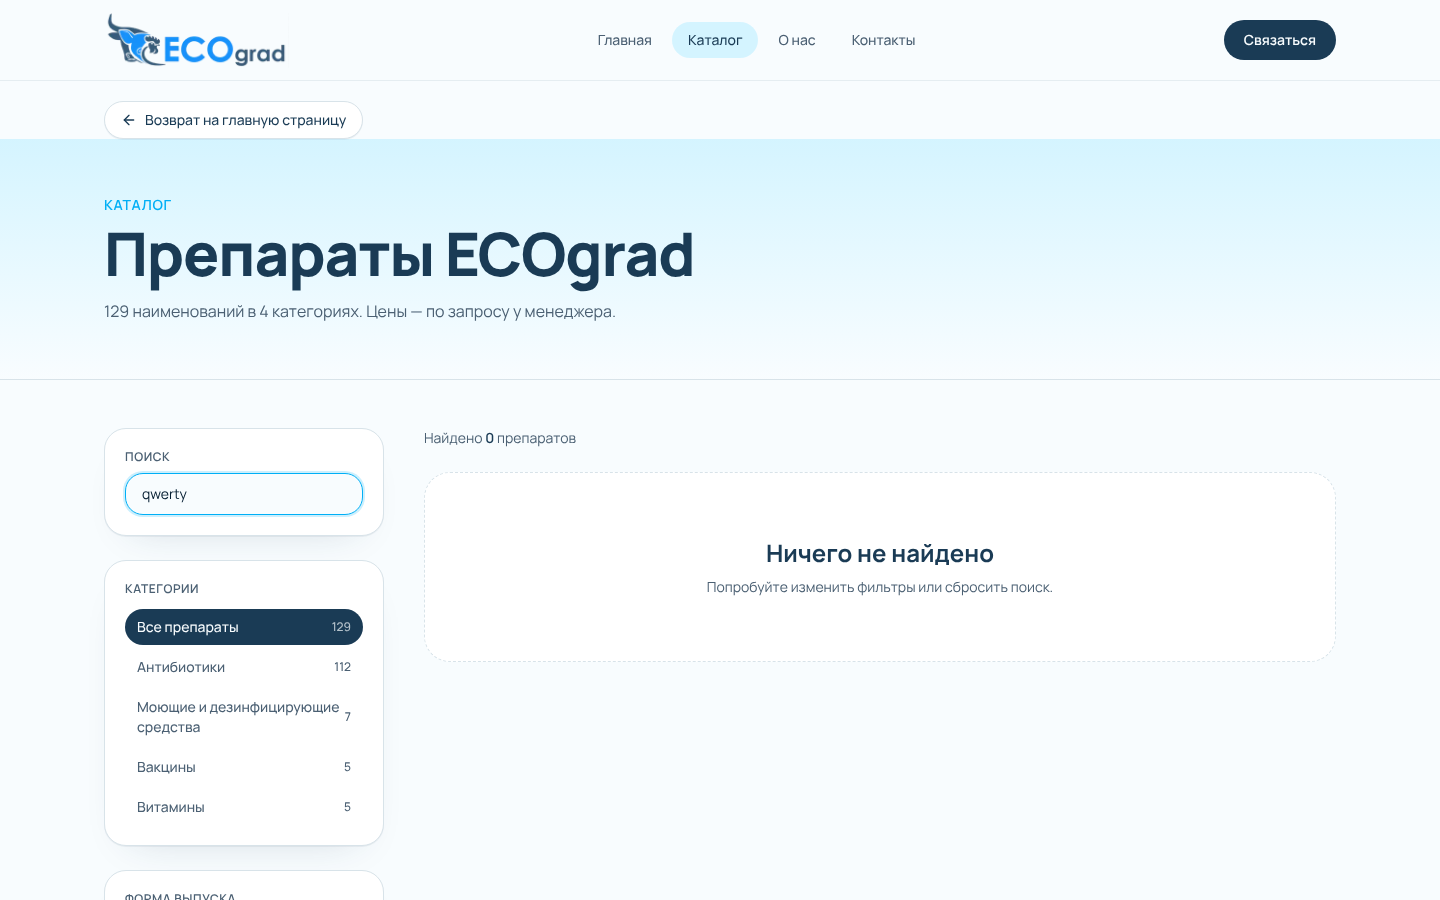 ECOgrad
Главная
Каталог
О нас
Контакты
Связаться
Возврат на главную страницу
КАТАЛОГ
Препараты ECOgrad
129 наименований в 4 категориях. Цены — по запросу у менеджера.
ПОИСК
qwerty
КАТЕГОРИИ
Все препараты 129
Антибиотики 112
Моющие и дезинфицирующие
средства 7
Вакцины 5
Витамины 5
ФОРМА ВЫПУСКА
Найдено 0 препаратов
Ничего не найдено
Попробуйте изменить фильтры или сбросить поиск.